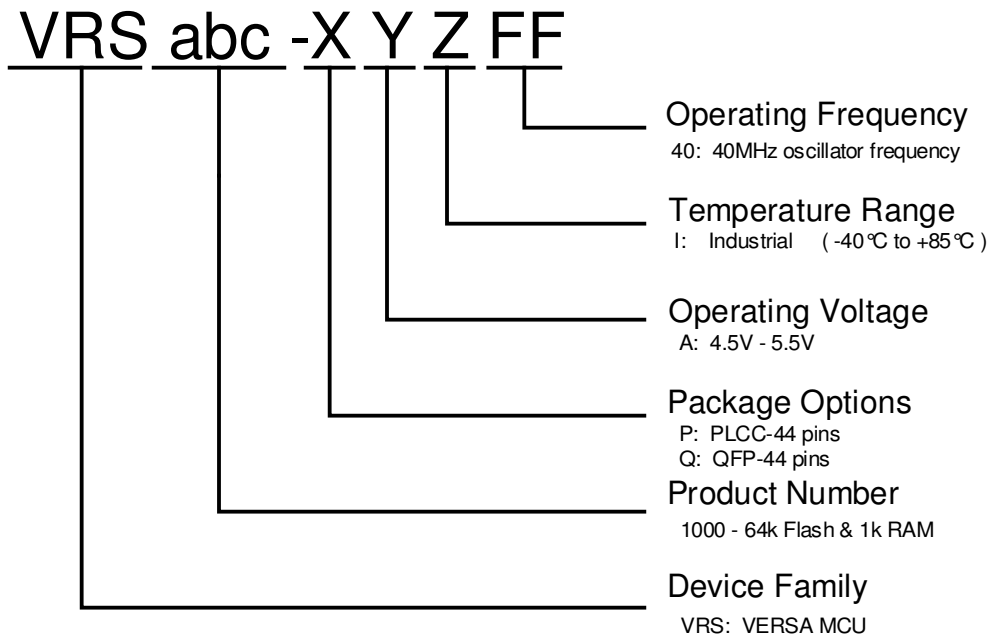 VRS abc -X Y Z FF
Operating Frequency
40: 40MHz oscillator frequency
Temperature Range
I: Industrial ( -40°C to +85°C )
Operating Voltage
A: 4.5V - 5.5V
Package Options
P: PLCC-44 pins
Q: QFP-44 pins
Product Number
1000 - 64k Flash & 1k RAM
Device Family
VRS: VERSA MCU